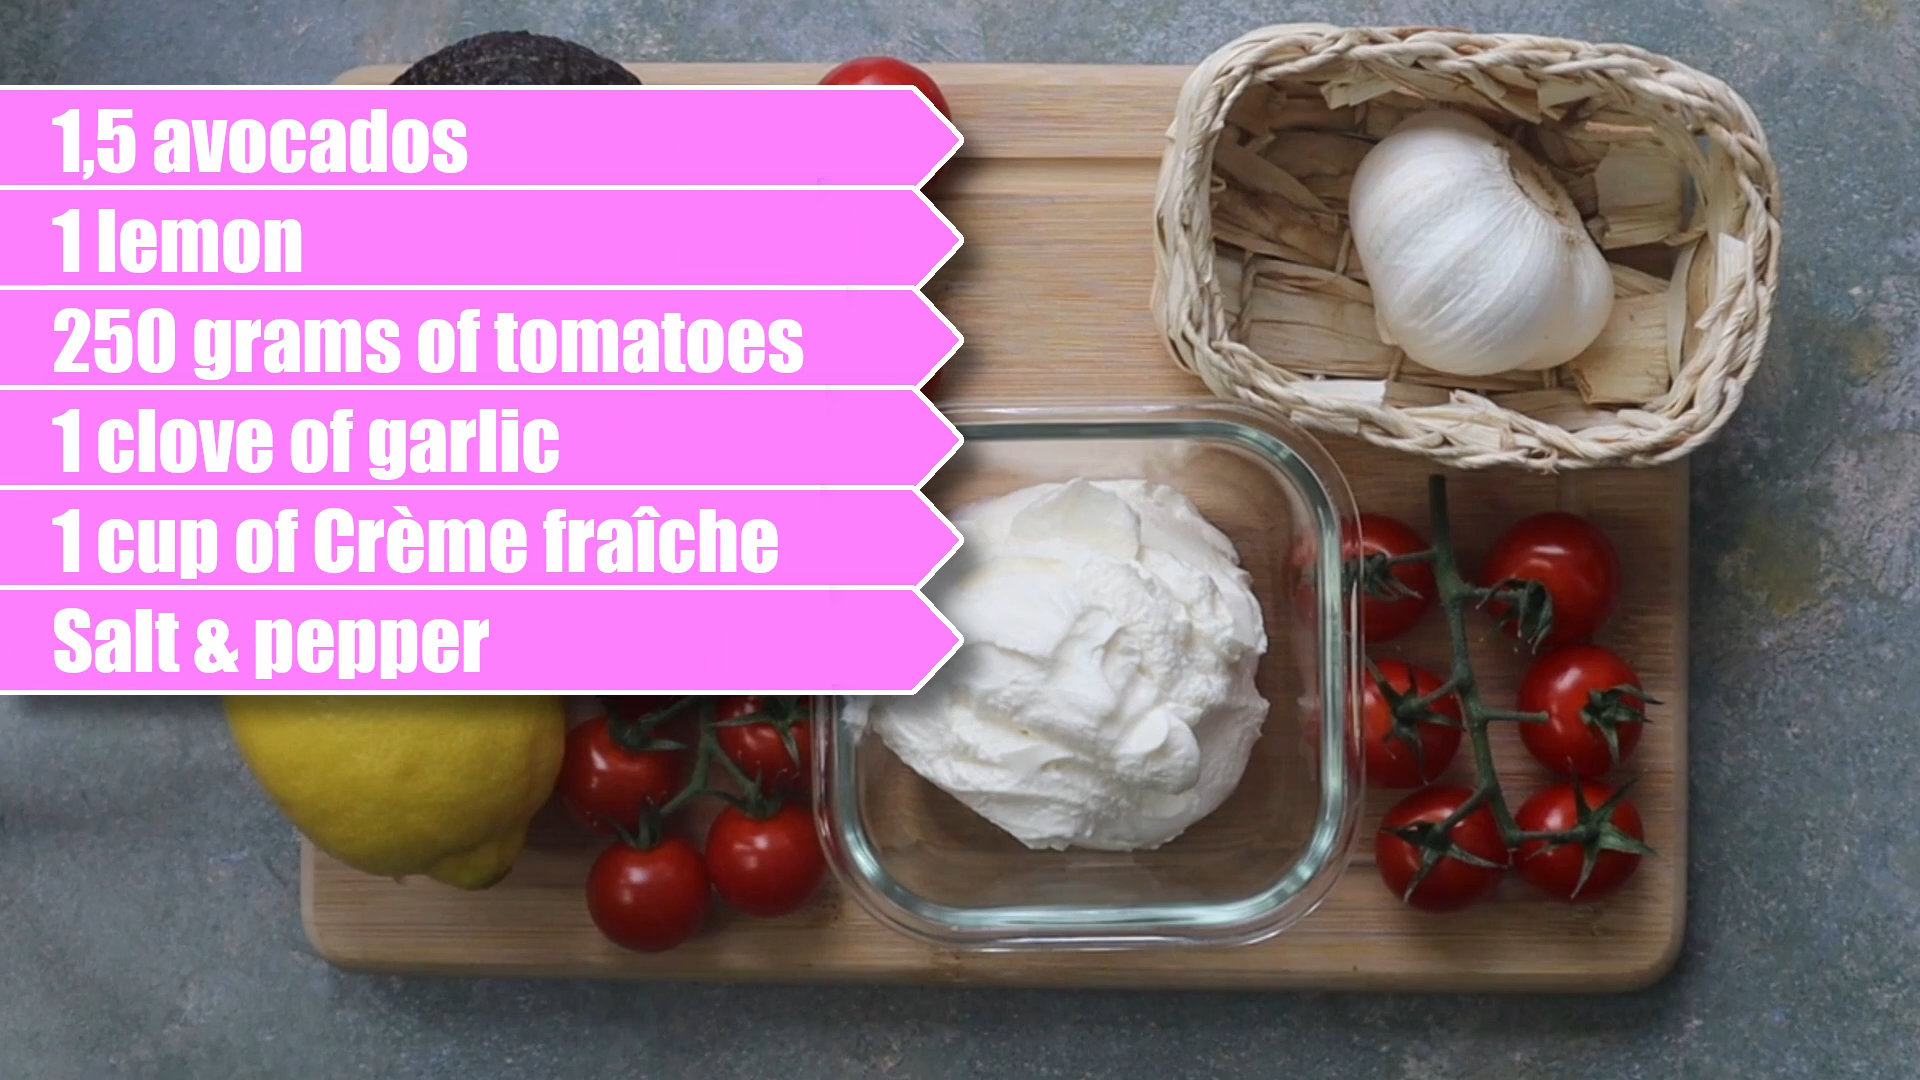 1,5 avocados
1 lemon
250 grams of tomatoes
1 clove of garlic
1 cup of Crème fraîche
Salt & pepper